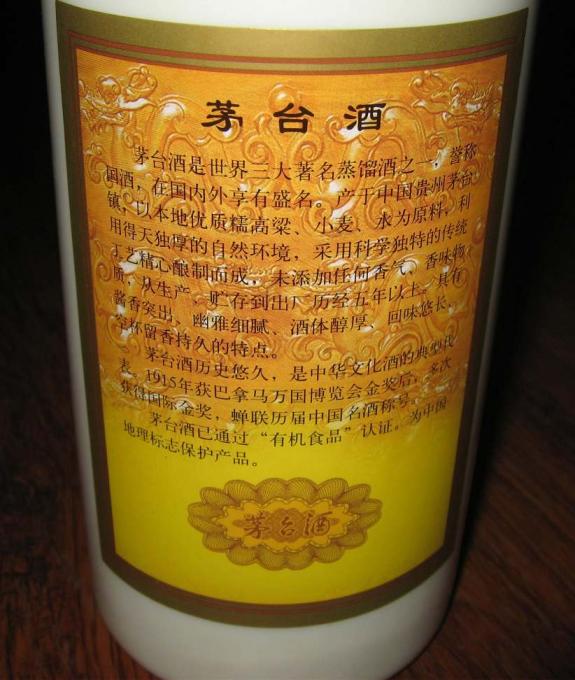 茅台酒
茅台酒是世界三大著名蒸馏酒之一，誉称
国酒，在国内外享有盛名。产于中国贵州茅台
镇，以本地优质糯高粱、小麦、水为原料，利
用得天独厚的自然环境，采用科学独特的传统
工艺精心酿制而成，未添加任何香气、香味物
质，从生产、贮存到出厂历经五年以上。具有
酱香突出、幽雅细腻、酒体醇厚、回味悠长、
空杯留香持久的特点。
茅台酒历史悠久，是中华文化酒的典型代
表。1915年获巴拿马万国博览会金奖后，多次
获得国际金奖，蝉联历届中国名酒称号。
茅台酒已通过“有机食品”认证。为中国
地理标志保护产品。
茅台酒